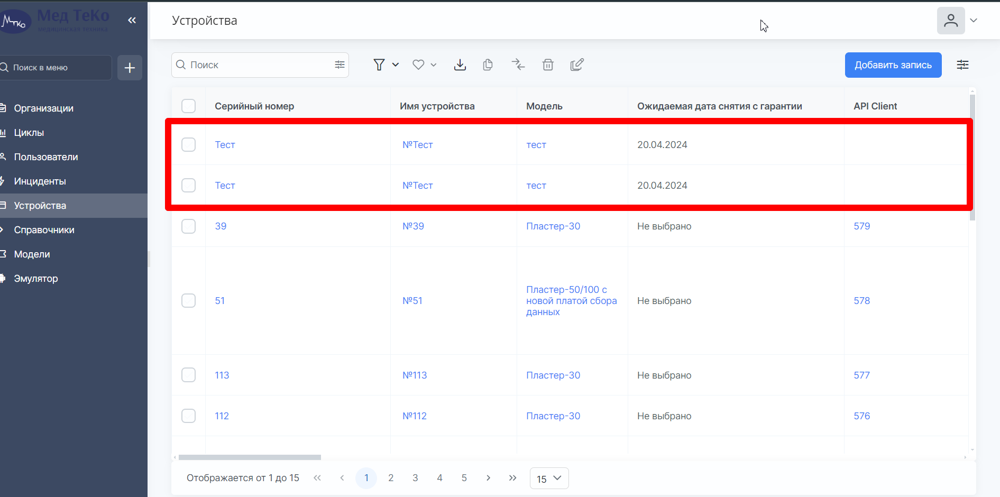 Мед ТеКо
медицинская техника
Устройства
Поиск в меню
Поиск
Добавить запись
Организации
Циклы
Пользователи
Инциденты
Устройства
Справочники
Модели
Эмулятор
Серийный номер Имя устройства Модель Ожидаемая дата снятия с гарантии API Client
Тест №Тест тест 20.04.2024
Тест №Тест тест 20.04.2024
39 №39 Пластер-30 Не выбрано 579
51 №51 Пластер-50/100 с
новой платой сбора
данных Не выбрано 578
113 №113 Пластер-30 Не выбрано 577
112 №112 Пластер-30 Не выбрано 576
Отображается от 1 до 15 1 2 3 4 5 15